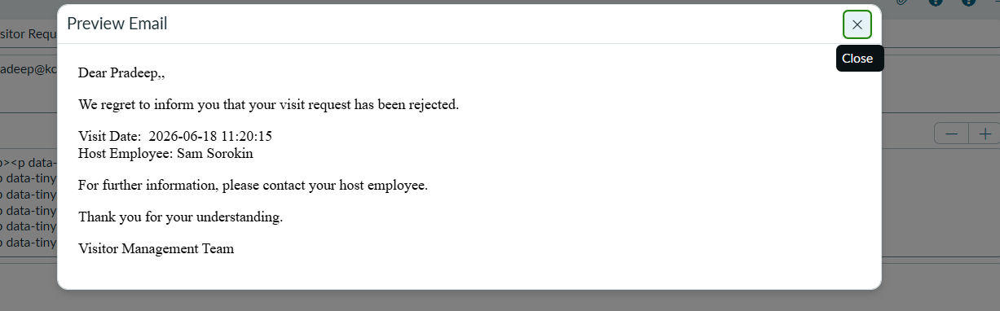 Preview Email
sitor Requ
Close
adeep@kc
Dear Pradeep,,
We regret to inform you that your visit request has been rejected.
Visit Date:  2026-06-18 11:20:15
Host Employee: Sam Sorokin
For further information, please contact your host employee.
Thank you for your understanding.
Visitor Management Team
><p data-
p data-tiny
p data-tiny
p data-tiny
p data-tiny
p data-tiny